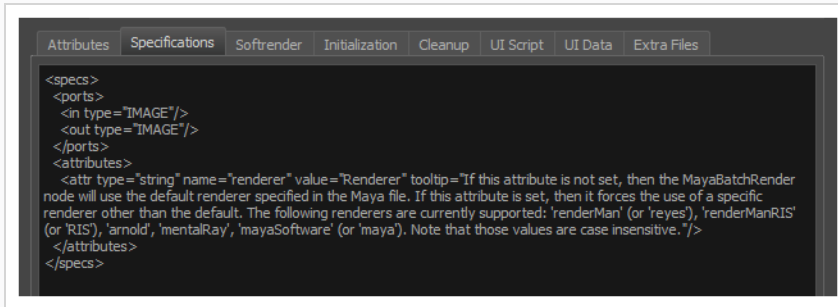 Attributes Specifications Softrender Initialization Cleanup UI Script UI Data Extra Files
<specs>
<ports>
<in type="IMAGE"/>
<out type="IMAGE"/>
</ports>
<attributes>
<attr type="string" name="renderer" value="Renderer" tooltip="If this attribute is not set, then the MayaBatchRender
node will use the default renderer specified in the Maya file. If this attribute is set, then it forces the use of a specific
renderer other than the default. The following renderers are currently supported: 'renderMan' (or 'reyes'), 'renderManRIS'
(or 'RIS'), 'arnold', 'mentalRay', 'mayaSoftware' (or 'maya'). Note that those values are case insensitive."/>
</attributes>
</specs>